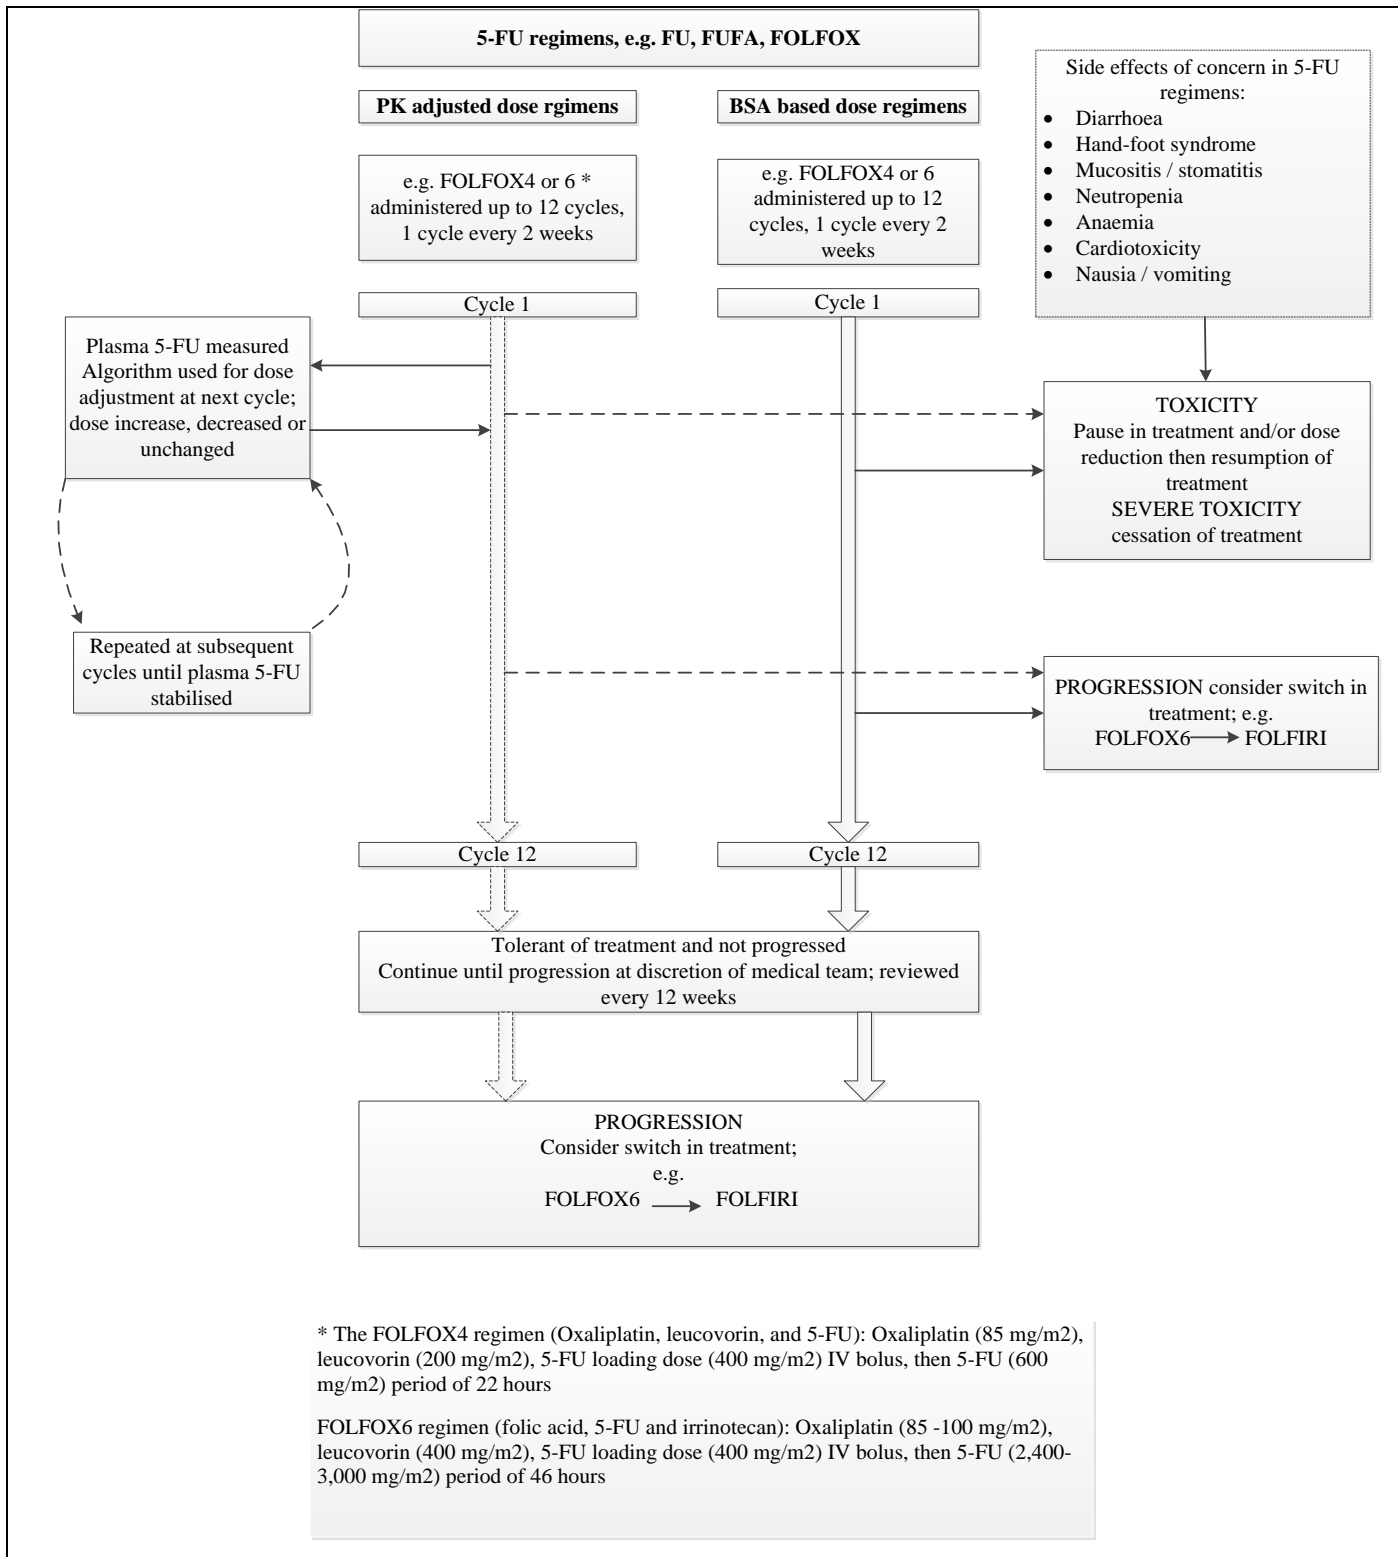 5-FU regimens, e.g. FU, FUFA, FOLFOX
PK adjusted dose rgimens
BSA based dose regimens
Side effects of concern in 5-FU
regimens:
• Diarrhoea
• Hand-foot syndrome
• Mucositis / stomatitis
• Neutropenia
• Anaemia
• Cardiotoxicity
• Nausia / vomiting
e.g. FOLFOX4 or 6 *
administered up to 12 cycles,
1 cycle every 2 weeks
e.g. FOLFOX4 or 6
administered up to 12
cycles, 1 cycle every 2
weeks
Cycle 1
Cycle 1
Plasma 5-FU measured
Algorithm used for dose
adjustment at next cycle;
dose increase, decreased or
unchanged
TOXICITY
Pause in treatment and/or dose
reduction then resumption of
treatment
SEVERE TOXICITY
cessation of treatment
Repeated at subsequent
cycles until plasma 5-FU
stabilised
PROGRESSION consider switch in
treatment; e.g.
FOLFOX6 → FOLFIRI
Cycle 12
Cycle 12
Tolerant of treatment and not progressed
Continue until progression at discretion of medical team; reviewed
every 12 weeks
PROGRESSION
Consider switch in treatment;
e.g.
FOLFOX6 → FOLFIRI
* The FOLFOX4 regimen (Oxaliplatin, leucovorin, and 5-FU): Oxaliplatin (85 mg/m2),
leucovorin (200 mg/m2), 5-FU loading dose (400 mg/m2) IV bolus, then 5-FU (600
mg/m2) period of 22 hours
FOLFOX6 regimen (folic acid, 5-FU and irrinotecan): Oxaliplatin (85 -100 mg/m2),
leucovorin (400 mg/m2), 5-FU loading dose (400 mg/m2) IV bolus, then 5-FU (2,400-
3,000 mg/m2) period of 46 hours